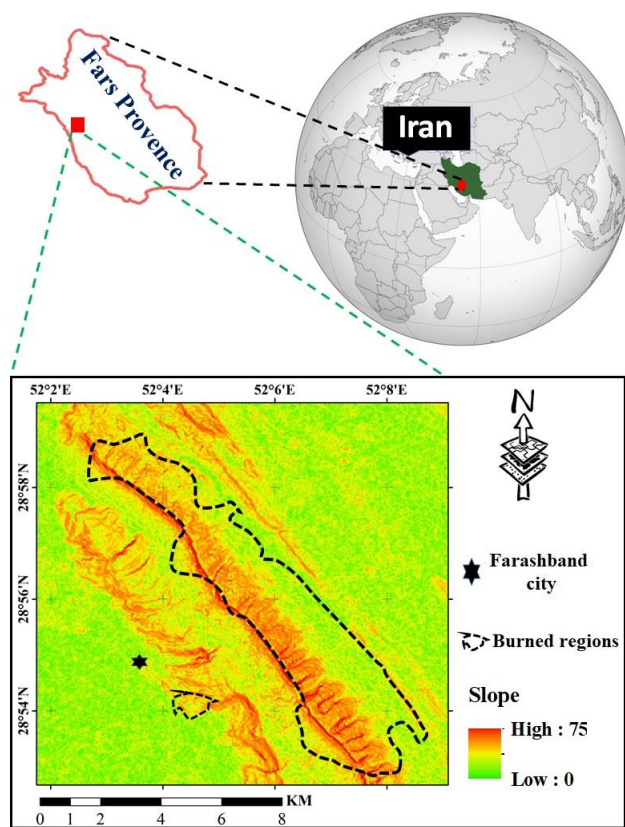 Fars Provence
Iran
52°2'E 52°4'E 52°6'E 52°8'E
28°58'N
28°56'N
28°54'N
N
Farashband
city
Burned regions
Slope
High : 75
Low : 0
KM
0 1 2 4 6 8